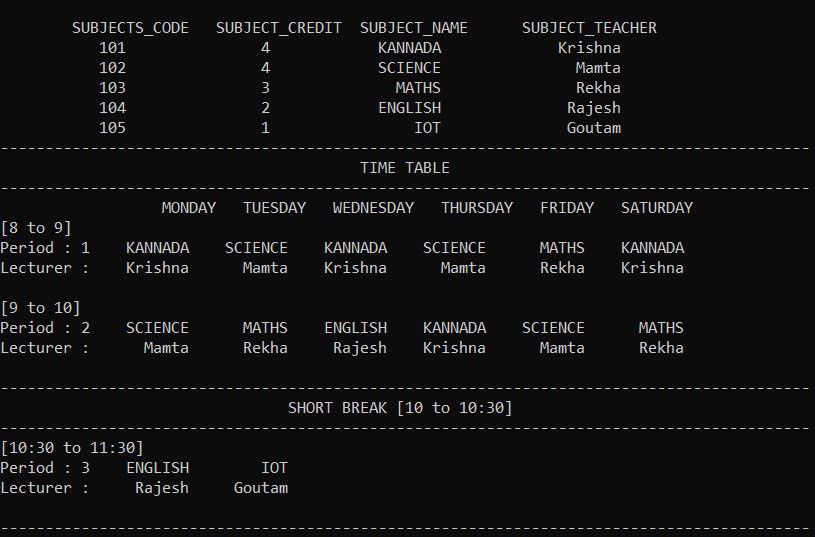 SUBJECTS_CODE SUBJECT_CREDIT SUBJECT_NAME SUBJECT_TEACHER
101 4 KANNADA Krishna
102 4 SCIENCE Mamta
103 3 MATHS Rekha
104 2 ENGLISH Rajesh
105 1 IOT Goutam
------------------------------------------------------------------------------------------
TIME TABLE
------------------------------------------------------------------------------------------
MONDAY TUESDAY WEDNESDAY THURSDAY FRIDAY SATURDAY
[8 to 9]
Period : 1 KANNADA SCIENCE KANNADA SCIENCE MATHS KANNADA
Lecturer : Krishna Mamta Krishna Mamta Rekha Krishna
[9 to 10]
Period : 2 SCIENCE MATHS ENGLISH KANNADA SCIENCE MATHS
Lecturer : Mamta Rekha Rajesh Krishna Mamta Rekha
------------------------------------------------------------------------------------------
SHORT BREAK [10 to 10:30]
------------------------------------------------------------------------------------------
[10:30 to 11:30]
Period : 3 ENGLISH IOT
Lecturer : Rajesh Goutam
------------------------------------------------------------------------------------------